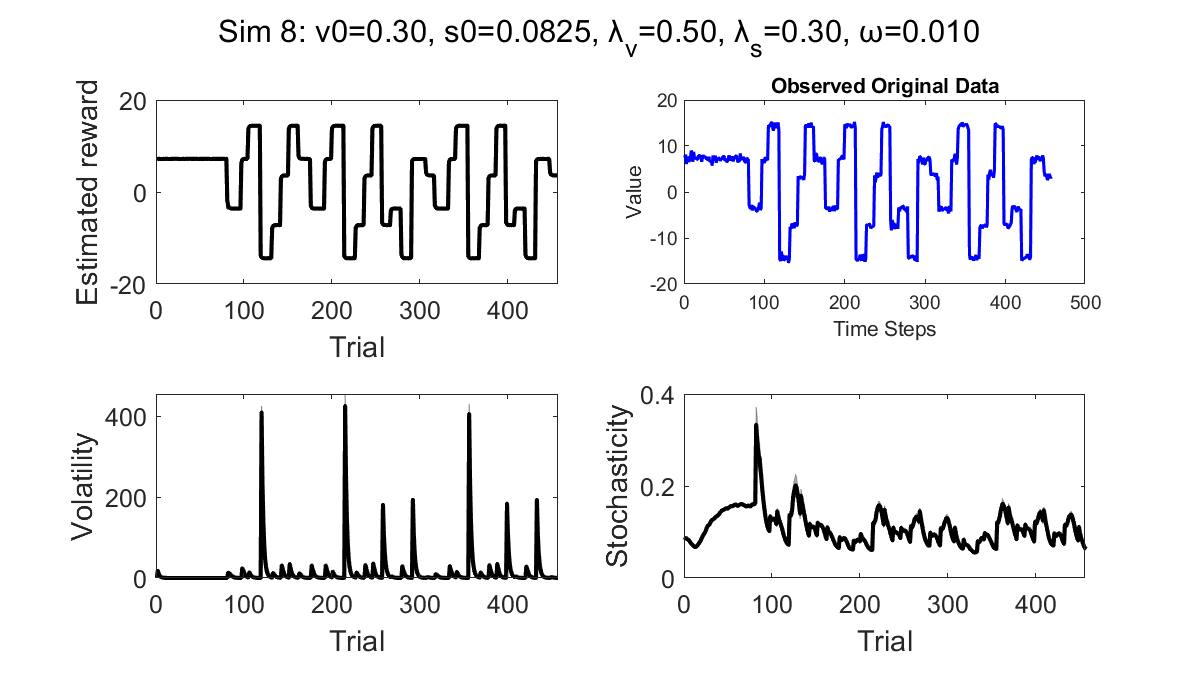 Sim 8: v0=0.30, s0=0.0825, λv=0.50, λs=0.30, ω=0.010
Estimated reward
20
0
-20
0 100 200 300 400
Trial
Observed Original Data
Value
20
10
0
-10
-20
0 100 200 300 400 500
Time Steps
Volatility
400
200
0
0 100 200 300 400
Trial
Stochasticity
0.4
0.2
0
0 100 200 300 400
Trial